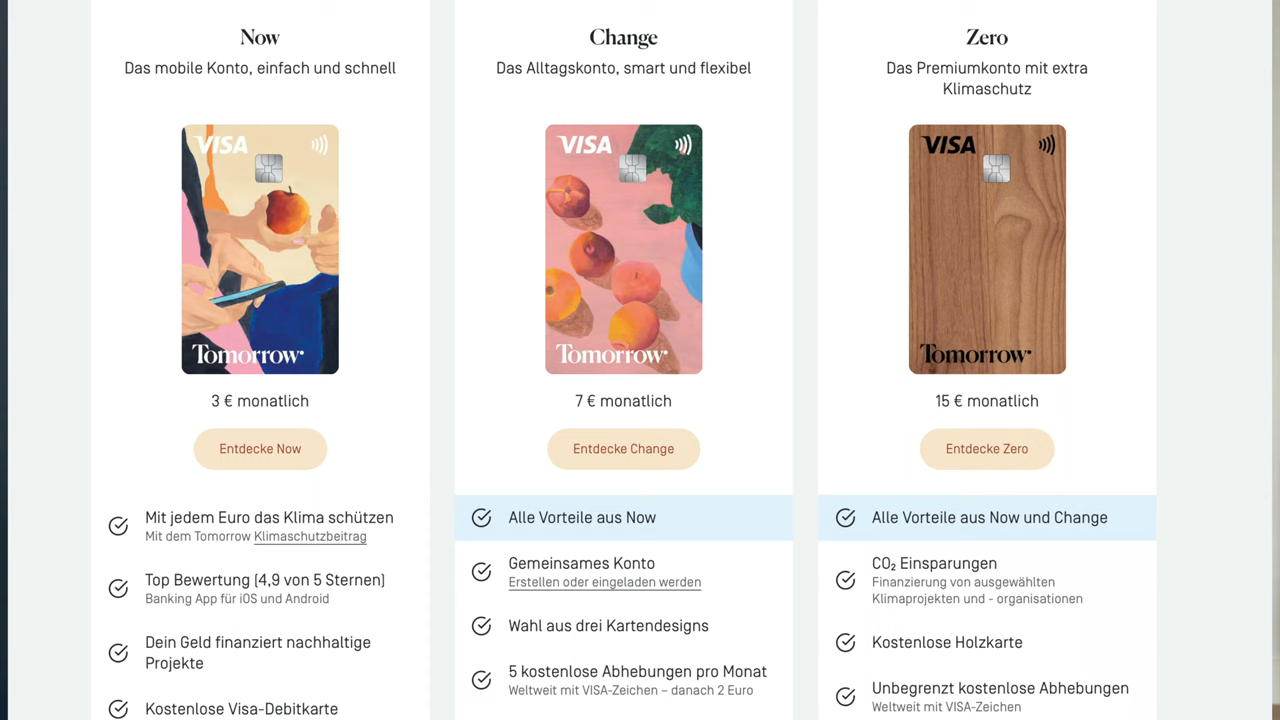 Now
Das mobile Konto, einfach und schnell
VISA
Tomorrow
3 € monatlich
Entdecke Now
Mit jedem Euro das Klima schützen
Mit dem Tomorrow Klimaschutzbeitrag
Top Bewertung (4,9 von 5 Sternen)
Banking App für iOS und Android
Dein Geld finanziert nachhaltige
Projekte
Kostenlose Visa-Debitkarte
Change
Das Alltagskonto, smart und flexibel
VISA
Tomorrow
7 € monatlich
Entdecke Change
Alle Vorteile aus Now
Gemeinsames Konto
Erstellen oder eingeladen werden
Wahl aus drei Kartendesigns
5 kostenlose Abhebungen pro Monat
Weltweit mit VISA-Zeichen – danach 2 Euro
Zero
Das Premiumkonto mit extra
Klimaschutz
VISA
Tomorrow
15 € monatlich
Entdecke Zero
Alle Vorteile aus Now und Change
CO₂ Einsparungen
Finanzierung von ausgewählten
Klimaprojekten und - organisationen
Kostenlose Holzkarte
Unbegrenzt kostenlose Abhebungen
Weltweit mit VISA-Zeichen